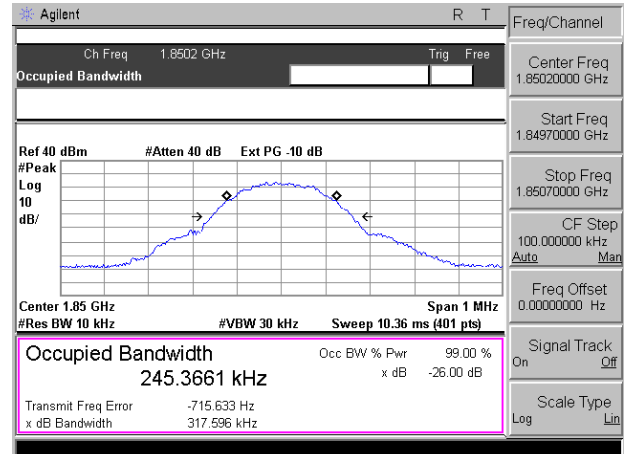 Agilent R T
Ch Freq 1.8502 GHz Trig Free
Occupied Bandwidth
Ref 40 dBm #Atten 40 dB Ext PG -10 dB
#Peak
Log
10
dB/
Center 1.85 GHz Span 1 MHz
#Res BW 10 kHz #VBW 30 kHz Sweep 10.36 ms (401 pts)
Occupied Bandwidth Occ BW % Pwr 99.00 %
245.3661 kHz x dB -26.00 dB
Transmit Freq Error -715.633 Hz
x dB Bandwidth 317.596 kHz
Freq/Channel
Center Freq
1.85020000 GHz
Start Freq
1.84970000 GHz
Stop Freq
1.85070000 GHz
CF Step
100.000000 kHz
Auto Man
Freq Offset
0.00000000 Hz
Signal Track
On Off
Scale Type
Log Lin